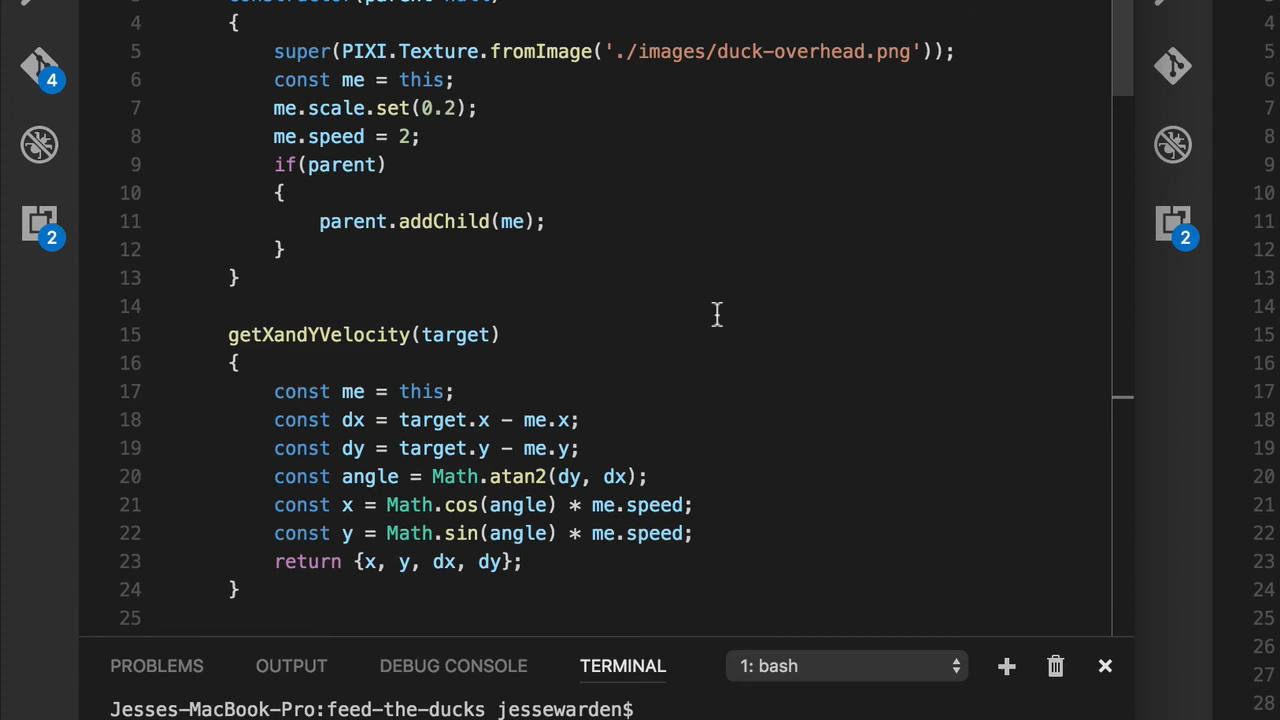 4 {
5 super(PIXI.Texture.fromImage('./images/duck-overhead.png'));
6 const me = this;
7 me.scale.set(0.2);
8 me.speed = 2;
9 if(parent)
10 {
11 parent.addChild(me);
12 }
13 }
14
15 getXandYVelocity(target)
16 {
17 const me = this;
18 const dx = target.x - me.x;
19 const dy = target.y - me.y;
20 const angle = Math.atan2(dy, dx);
21 const x = Math.cos(angle) * me.speed;
22 const y = Math.sin(angle) * me.speed;
23 return {x, y, dx, dy};
24 }
25
4
2
PROBLEMS OUTPUT DEBUG CONSOLE TERMINAL 1: bash
Jesses-MacBook-Pro:feed-the-ducks jessewarden$
2
4
5
6
7
8
9
10
11
12
13
14
15
16
17
18
19
20
21
22
23
24
25
26
27
28